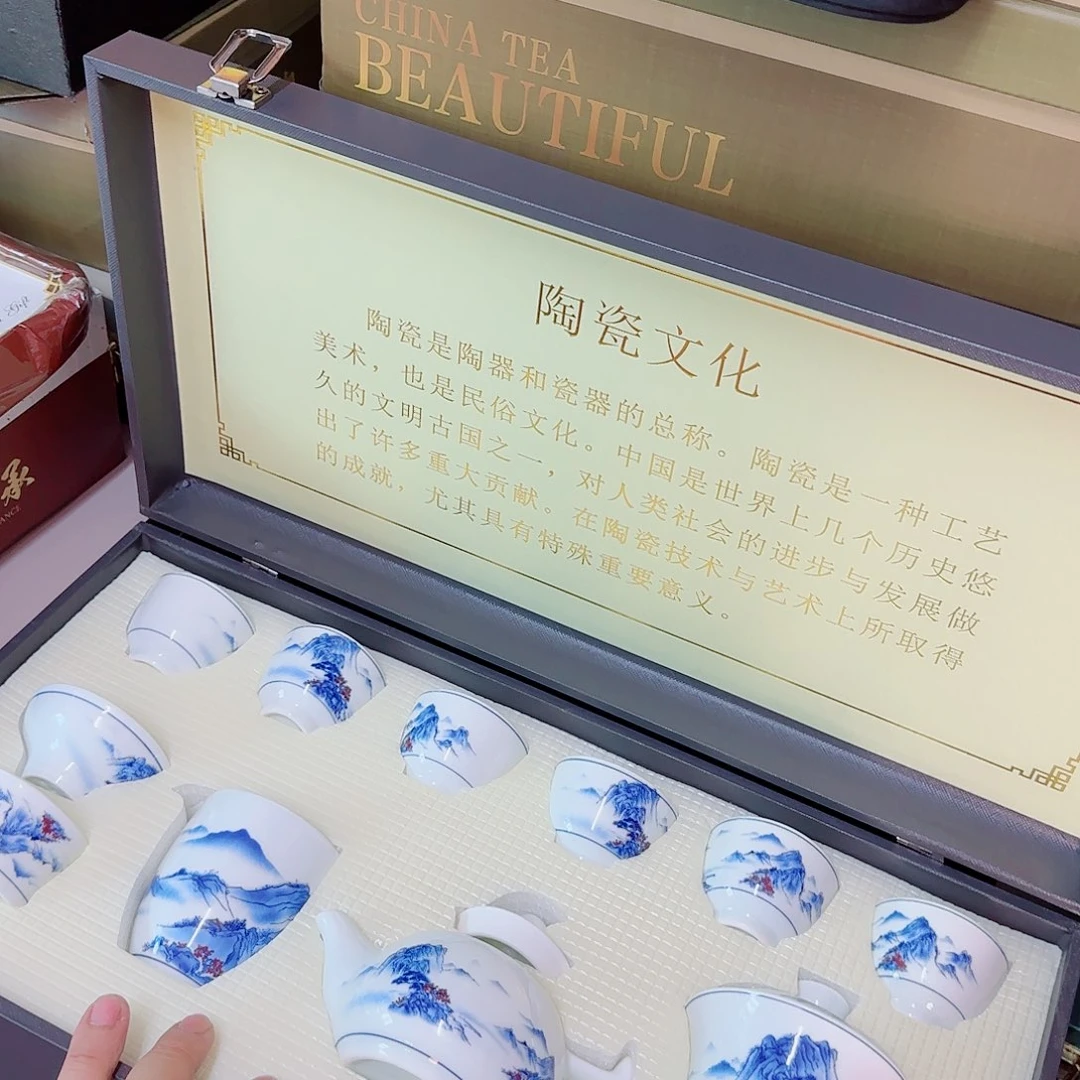 CHINA TEA
BEAUTIFUL
陶瓷文化
陶瓷是陶器和瓷器的总称。陶瓷是一种工艺
美术，也是民俗文化。中国是世界上几个历史悠
久的文明古国之一，对人类社会的进步与发展做
出了许多重大贡献。在陶瓷技术与艺术上所取得
的成就，尤其具有特殊重要意义。
Gift
承
ANCE